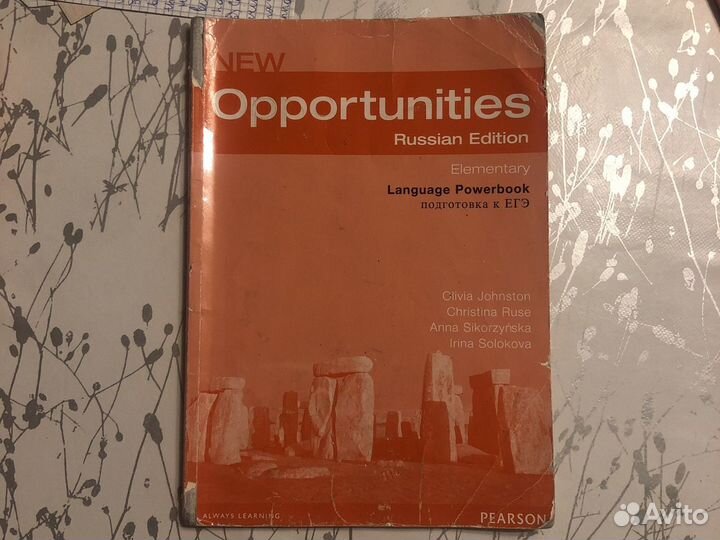 NEW
Opportunities
Russian Edition
Elementary
Language Powerbook
подготовка к ЕГЭ
Clivia Johnston
Christina Ruse
Anna Sikorzyńska
Irina Solokova
ALWAYS LEARNING
PEARSON
Avito